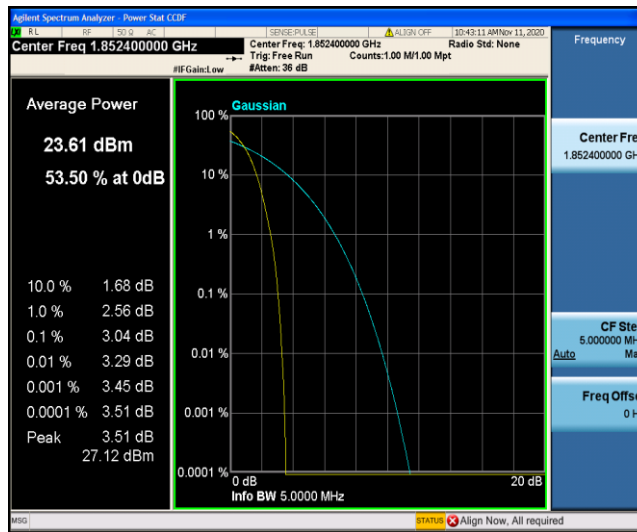 Agilent Spectrum Analyzer - Power Stat CCDF
RL RF 50 Ω AC SENSE:PULSE ALIGN OFF 10:43:11 AM Nov 11, 2020
Center Freq 1.852400000 GHz
Center Freq: 1.852400000 GHz Radio Std: None
Trig: Free Run Counts:1.00 M/1.00 Mpt
#IFGain:Low #Atten: 36 dB
Frequency
Average Power
23.61 dBm
53.50 % at 0dB
10.0 % 1.68 dB
1.0 % 2.56 dB
0.1 % 3.04 dB
0.01 % 3.29 dB
0.001 % 3.45 dB
0.0001 % 3.51 dB
Peak 3.51 dB
27.12 dBm
Gaussian
100 %
10 %
1 %
0.1 %
0.01 %
0.001 %
0.0001 %
0 dB 20 dB
Info BW 5.0000 MHz
Center Fre
1.852400000 GH
CF Ste
5.000000 MH
Auto Ma
Freq Offs
0 H
MSG STATUS Align Now, All required